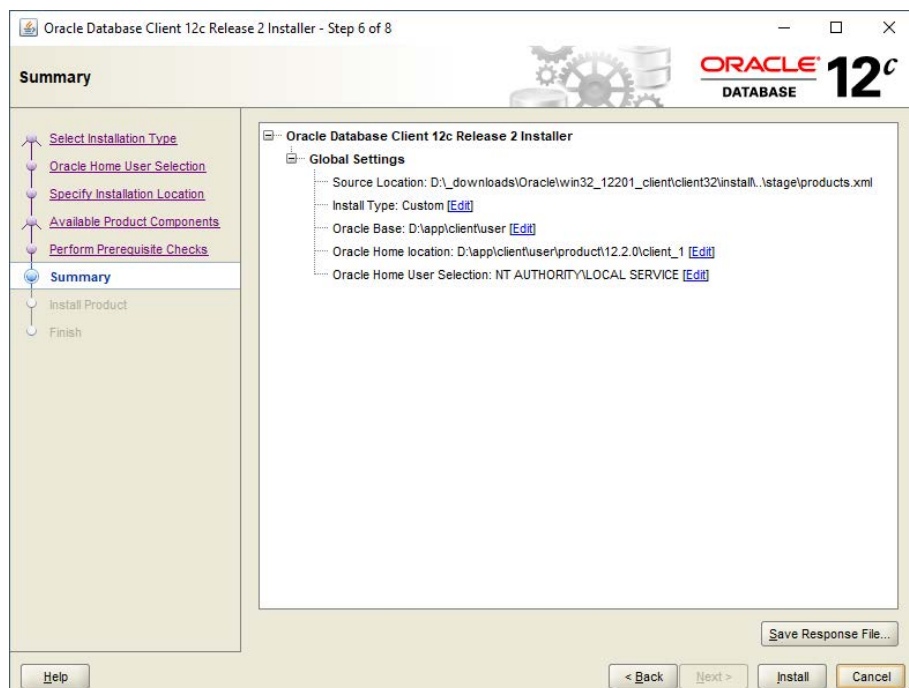 Oracle Database Client 12c Release 2 Installer - Step 6 of 8
Summary
ORACLE
DATABASE
12c
Select Installation Type
Oracle Home User Selection
Specify Installation Location
Available Product Components
Perform Prerequisite Checks
Summary
Install Product
Finish
Oracle Database Client 12c Release 2 Installer
Global Settings
Source Location: D:\_downloads\Oracle\win32_12201_client\client32\install\..\stage\products.xml
Install Type: Custom [Edit]
Oracle Base: D:\app\client\user [Edit]
Oracle Home location: D:\app\client\user\product\12.2.0\client_1 [Edit]
Oracle Home User Selection: NT AUTHORITY\LOCAL SERVICE [Edit]
Save Response File...
Help
< Back
Next >
Install
Cancel